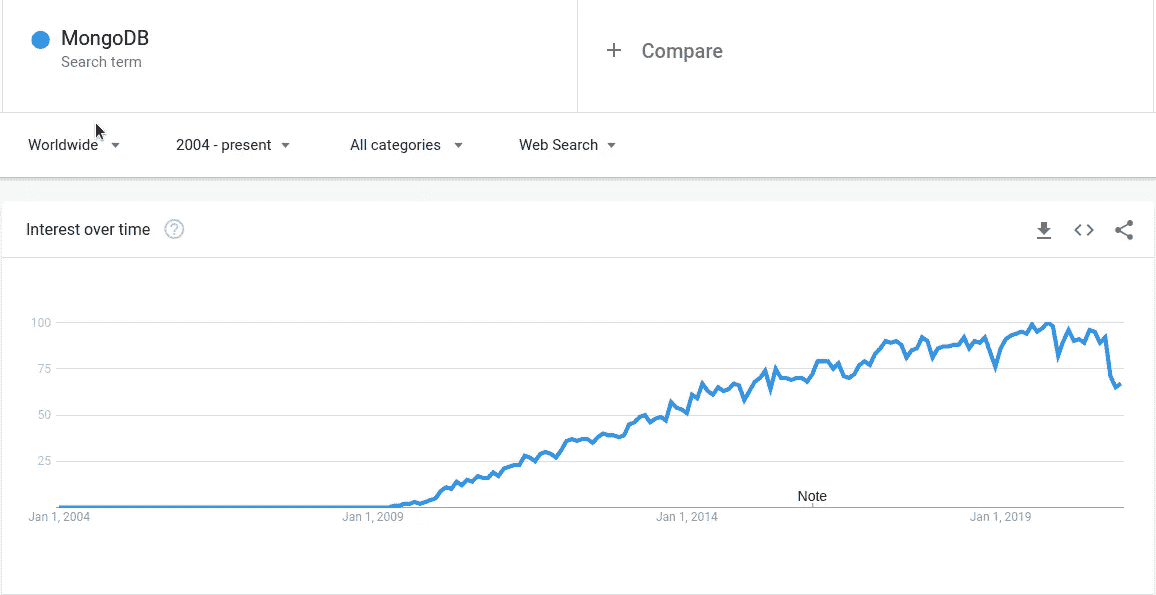 MongoDB
Search term
+ Compare
Worldwide
2004 - present
All categories
Web Search
Interest over time ?
100
75
50
25
Note
Jan 1, 2004
Jan 1, 2009
Jan 1, 2014
Jan 1, 2019